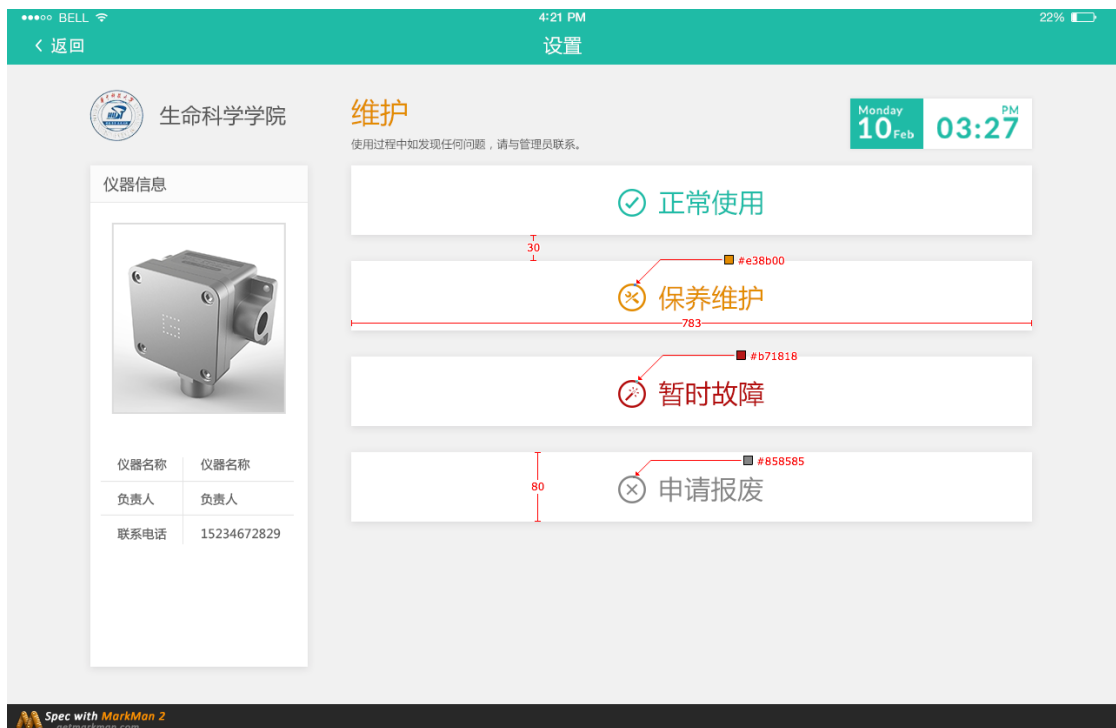 BELL
4:21 PM
22%
返回
设置
生命科学学院
维护
使用过程中如发现任何问题，请与管理员联系。
Monday
10 Feb
PM
03:27
仪器信息
正常使用
30
#e38b00
保养维护
783
#b71818
暂时故障
#858585
80
申请报废
仪器名称 仪器名称
负责人 负责人
联系电话 15234672829
Spec with MarkMan 2
getmarkman.com